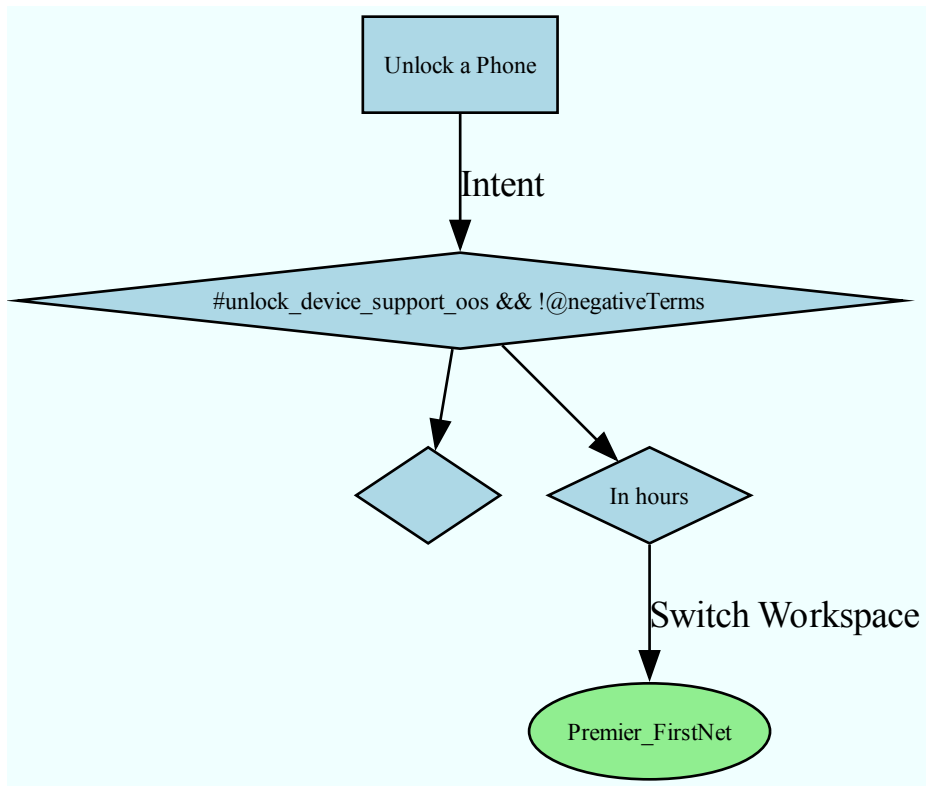 Unlock a Phone
Intent
#unlock_device_support_oos && !@negativeTerms
In hours
Switch Workspace
Premier_FirstNet